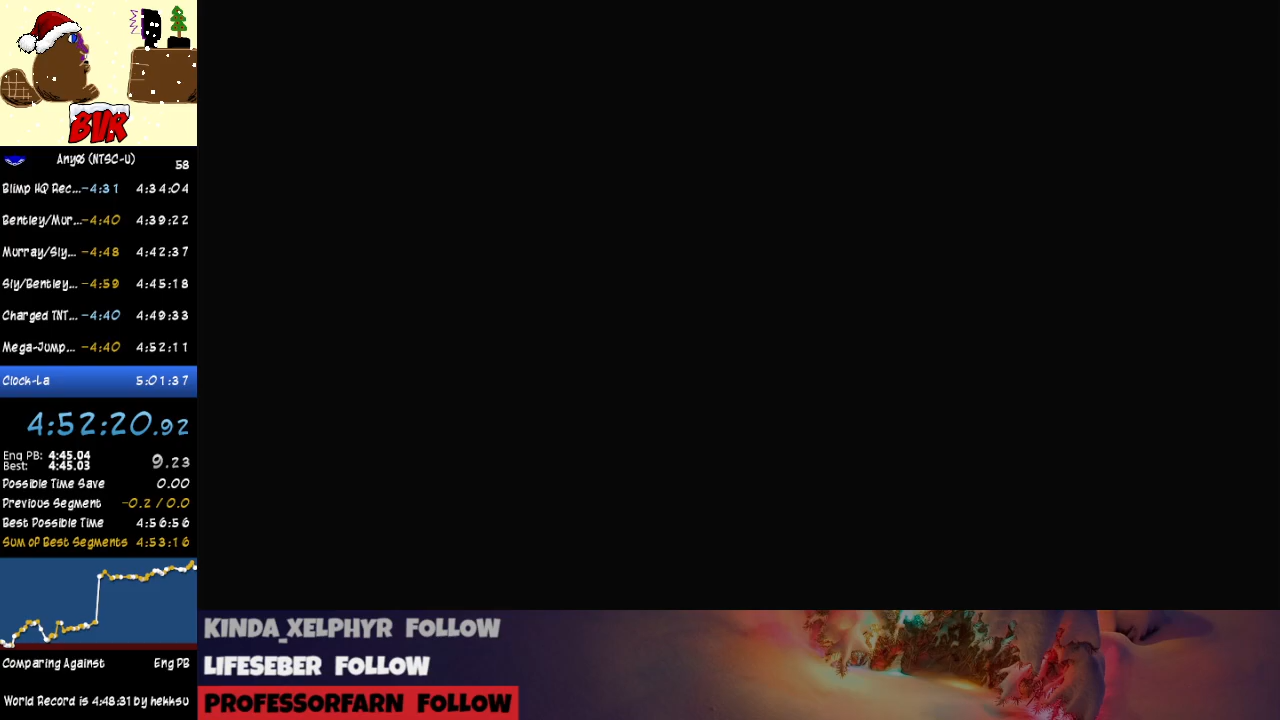 BVR
Any% (NTSC-U)
58
Blimp HQ Rec... -4:31 4:34:04
Bentley/Mur... -4:40 4:39:22
Murray/Sly... -4:48 4:42:37
Sly/Bentley... -4:59 4:45:18
Charged TNT... -4:40 4:49:33
Mega-Jump... -4:40 4:52:11
Clock-La 5:01:37
4:52:20.92
Eng PB: 4:45.04
Best: 4:45.03
9.23
Possible Time Save 0.00
Previous Segment -0.2 / 0.0
Best Possible Time 4:56:56
Sum of Best Segments 4:53:16
Comparing Against Eng PB
World Record is 4:48:31 by hekksu
KINDA_XELPHYR FOLLOW
LIFESEBER FOLLOW
PROFESSORFARN FOLLOW